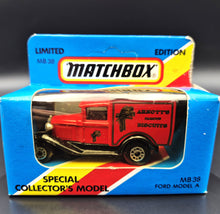 LIMITED EDITION
MB 38
MATCHBOX
ARNOTT'S
BISCUITS
SPECIAL
COLLECTOR'S MODEL
MB 38
FORD MODEL A